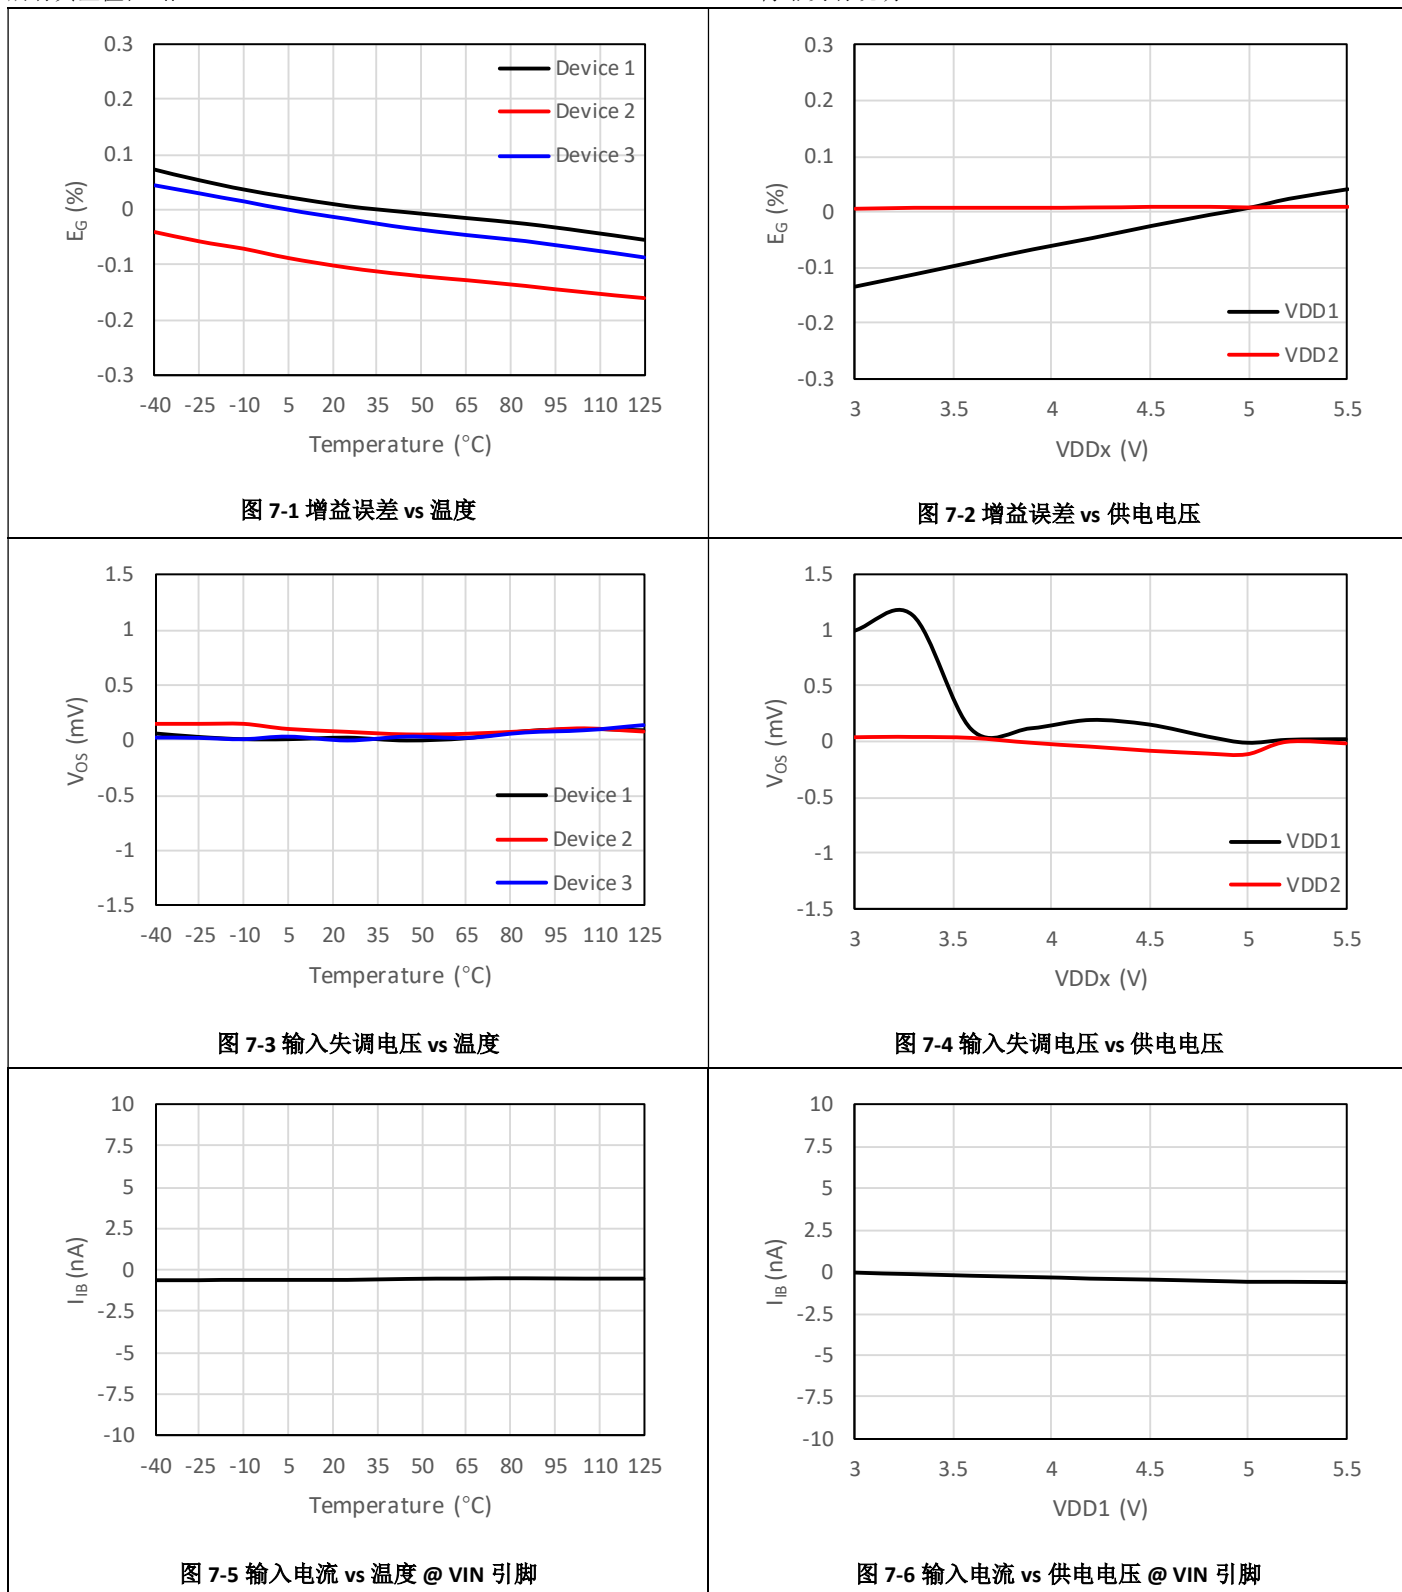 0.3
0.2
0.1
0
-0.1
-0.2
-0.3
E_G (%)
Device 1
Device 2
Device 3
-40 -25 -10 5 20 35 50 65 80 95 110 125
Temperature (°C)
图 7-1 增益误差 vs 温度
0.3
0.2
0.1
0
-0.1
-0.2
-0.3
E_G (%)
VDD1
VDD2
3 3.5 4 4.5 5 5.5
VDDx (V)
图 7-2 增益误差 vs 供电电压
1.5
1
0.5
0
-0.5
-1
-1.5
V_OS (mV)
Device 1
Device 2
Device 3
-40 -25 -10 5 20 35 50 65 80 95 110 125
Temperature (°C)
图 7-3 输入失调电压 vs 温度
1.5
1
0.5
0
-0.5
-1
-1.5
V_OS (mV)
VDD1
VDD2
3 3.5 4 4.5 5 5.5
VDDx (V)
图 7-4 输入失调电压 vs 供电电压
10
7.5
5
2.5
0
-2.5
-5
-7.5
-10
I_IB (nA)
-40 -25 -10 5 20 35 50 65 80 95 110 125
Temperature (°C)
图 7-5 输入电流 vs 温度 @ VIN 引脚
10
7.5
5
2.5
0
-2.5
-5
-7.5
-10
I_IB (nA)
3 3.5 4 4.5 5 5.5
VDD1 (V)
图 7-6 输入电流 vs 供电电压 @ VIN 引脚